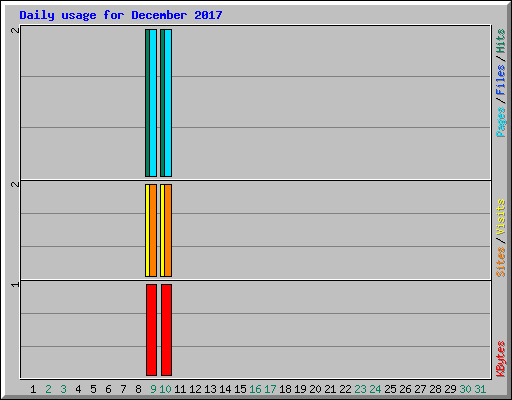 Daily usage for December 2017
2
2
1
Pages / Files / Hits
Sites / Visits
KBytes
1 2 3 4 5 6 7 8 9 10 11 12 13 14 15 16 17 18 19 20 21 22 23 24 25 26 27 28 29 30 31